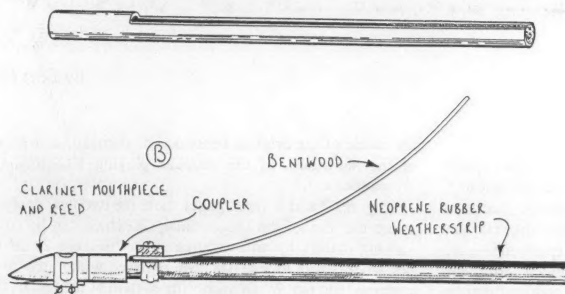 B
BENTWOOD
CLARINET MOUTHPIECE
AND REED
COUPLER
NEOPRENE RUBBER
WEATHERSTRIP